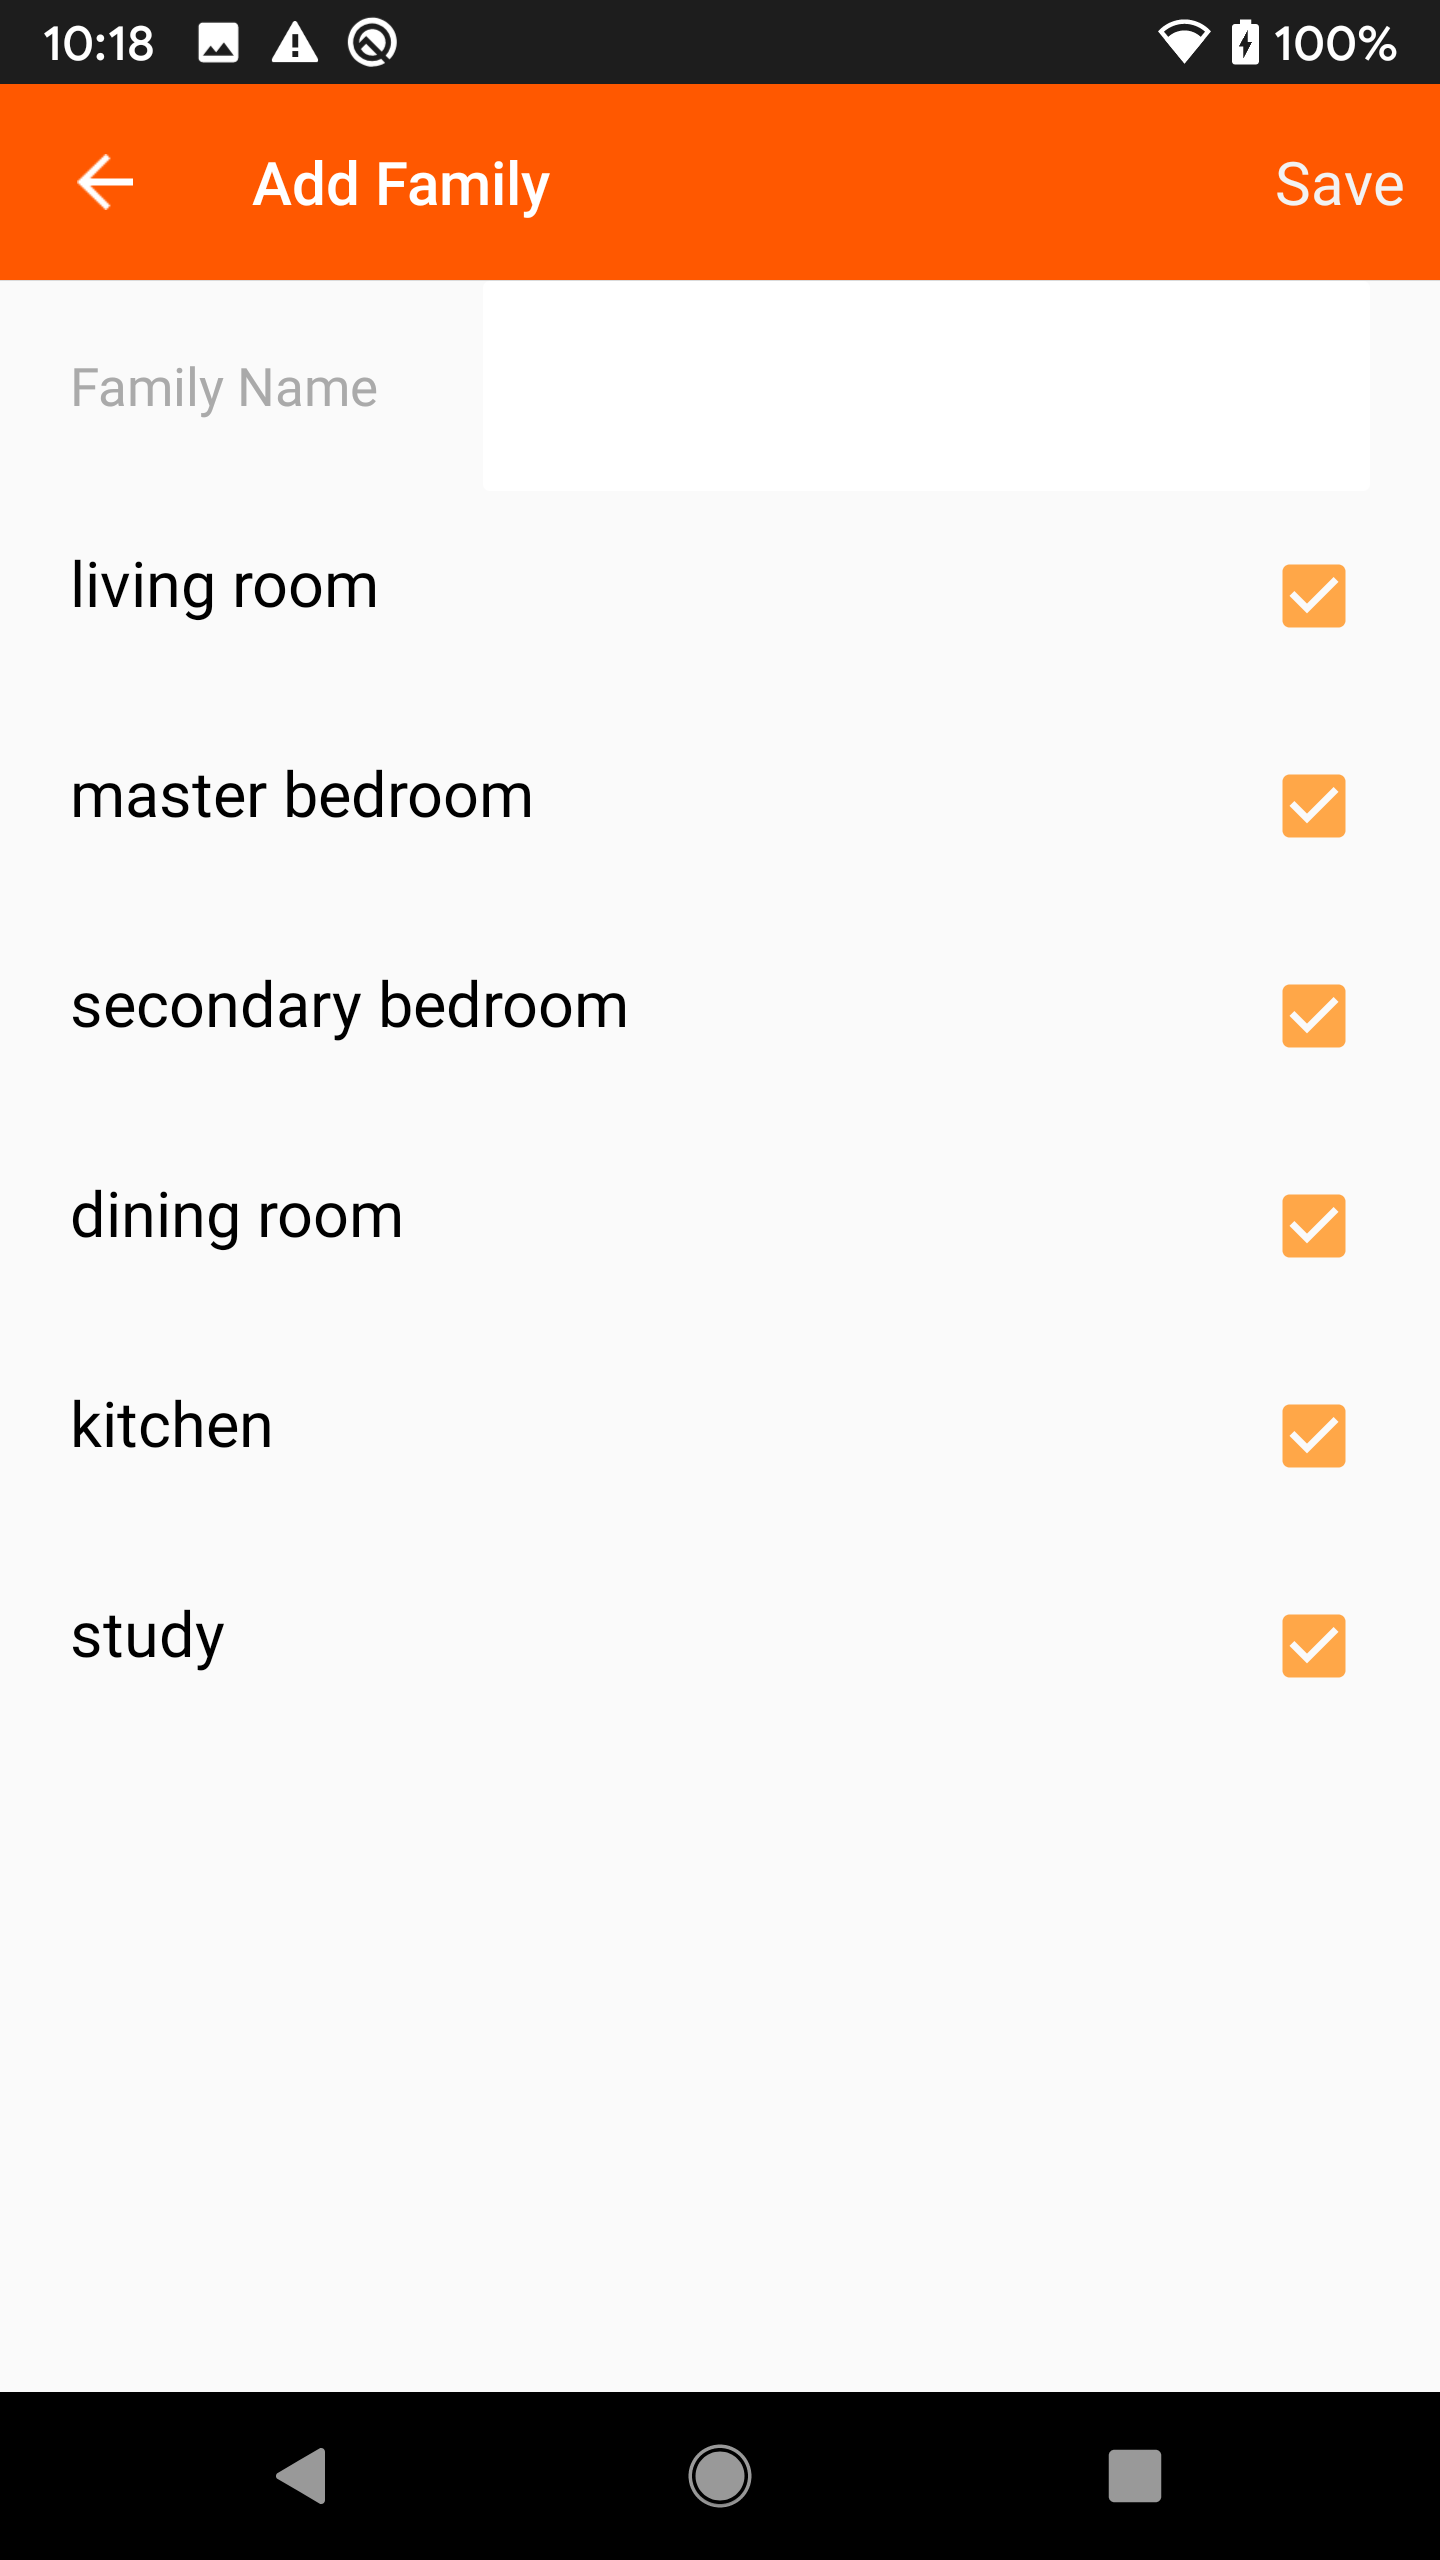 10:18 100%
Add Family Save
Family Name
living room
master bedroom
secondary bedroom
dining room
kitchen
study